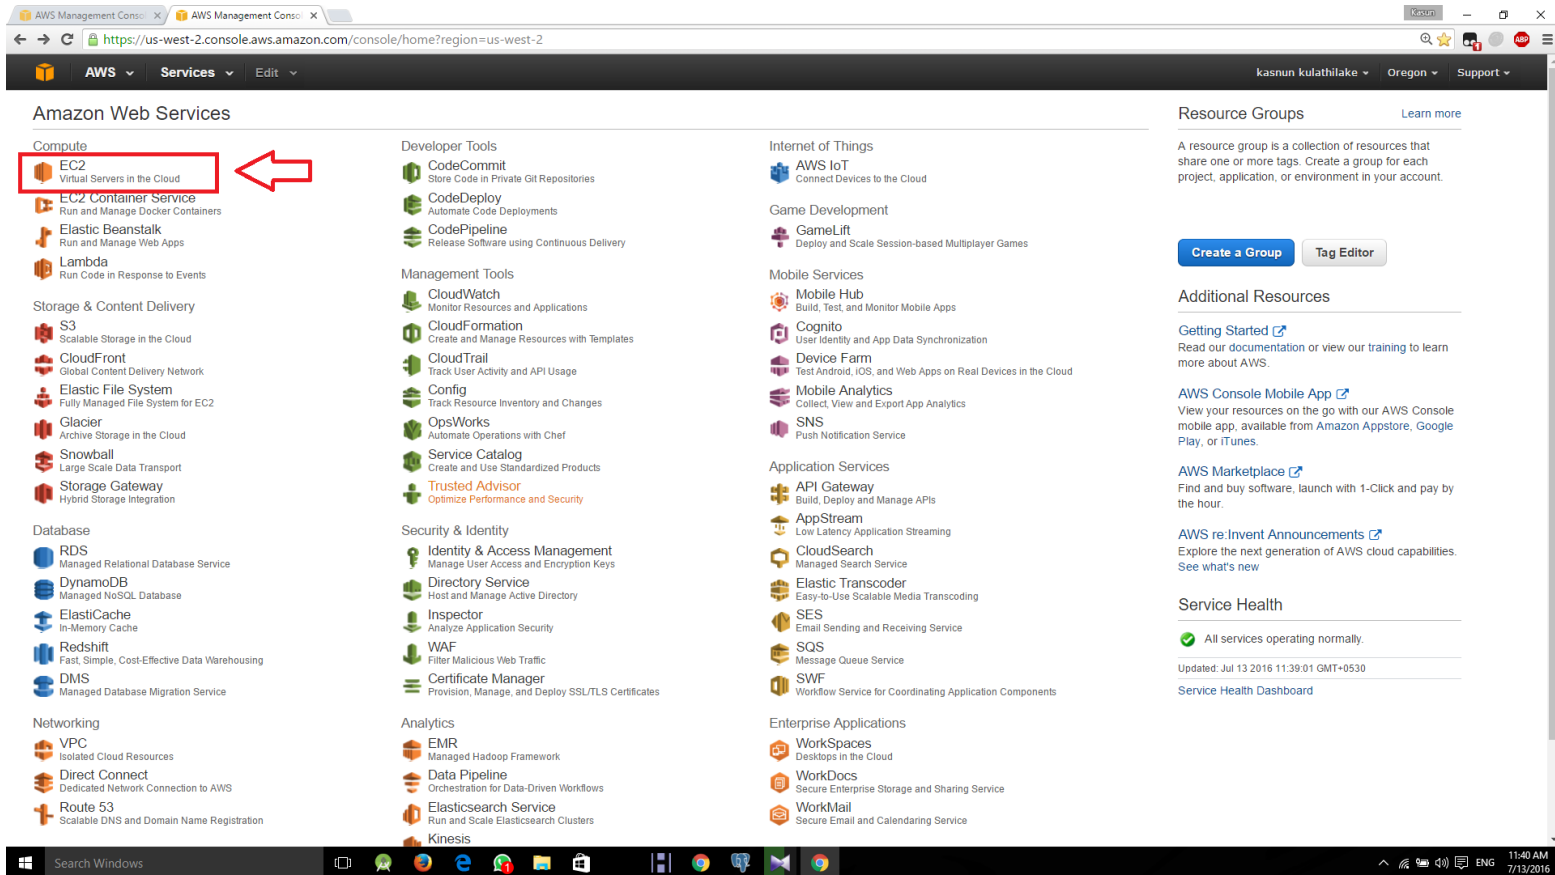 AWS Management Conso
AWS Management Conso
Kasun
https://us-west-2.console.aws.amazon.com/console/home?region=us-west-2
ABP
AWS
Services
Edit
kasnun kulathilake
Oregon
Support
Amazon Web Services
Compute
EC2
Virtual Servers in the Cloud
EC2 Container Service
Run and Manage Docker Containers
Elastic Beanstalk
Run and Manage Web Apps
Lambda
Run Code in Response to Events
Storage & Content Delivery
S3
Scalable Storage in the Cloud
CloudFront
Global Content Delivery Network
Elastic File System
Fully Managed File System for EC2
Glacier
Archive Storage in the Cloud
Snowball
Large Scale Data Transport
Storage Gateway
Hybrid Storage Integration
Database
RDS
Managed Relational Database Service
DynamoDB
Managed NoSQL Database
ElastiCache
In-Memory Cache
Redshift
Fast, Simple, Cost-Effective Data Warehousing
DMS
Managed Database Migration Service
Networking
VPC
Isolated Cloud Resources
Direct Connect
Dedicated Network Connection to AWS
Route 53
Scalable DNS and Domain Name Registration
Developer Tools
CodeCommit
Store Code in Private Git Repositories
CodeDeploy
Automate Code Deployments
CodePipeline
Release Software using Continuous Delivery
Management Tools
CloudWatch
Monitor Resources and Applications
CloudFormation
Create and Manage Resources with Templates
CloudTrail
Track User Activity and API Usage
Config
Track Resource Inventory and Changes
OpsWorks
Automate Operations with Chef
Service Catalog
Create and Use Standardized Products
Trusted Advisor
Optimize Performance and Security
Security & Identity
Identity & Access Management
Manage User Access and Encryption Keys
Directory Service
Host and Manage Active Directory
Inspector
Analyze Application Security
WAF
Filter Malicious Web Traffic
Certificate Manager
Provision, Manage, and Deploy SSL/TLS Certificates
Analytics
EMR
Managed Hadoop Framework
Data Pipeline
Orchestration for Data-Driven Workflows
Elasticsearch Service
Run and Scale Elasticsearch Clusters
Kinesis
Internet of Things
AWS IoT
Connect Devices to the Cloud
Game Development
GameLift
Deploy and Scale Session-based Multiplayer Games
Mobile Services
Mobile Hub
Build, Test, and Monitor Mobile Apps
Cognito
User Identity and App Data Synchronization
Device Farm
Test Android, iOS, and Web Apps on Real Devices in the Cloud
Mobile Analytics
Collect, View and Export App Analytics
SNS
Push Notification Service
Application Services
API Gateway
Build, Deploy and Manage APIs
AppStream
Low Latency Application Streaming
CloudSearch
Managed Search Service
Elastic Transcoder
Easy-to-Use Scalable Media Transcoding
SES
Email Sending and Receiving Service
SQS
Message Queue Service
SWF
Workflow Service for Coordinating Application Components
Enterprise Applications
WorkSpaces
Desktops in the Cloud
WorkDocs
Secure Enterprise Storage and Sharing Service
WorkMail
Secure Email and Calendaring Service
Resource Groups
Learn more
A resource group is a collection of resources that
share one or more tags. Create a group for each
project, application, or environment in your account.
Create a Group
Tag Editor
Additional Resources
Getting Started
Read our documentation or view our training to learn
more about AWS.
AWS Console Mobile App
View your resources on the go with our AWS Console
mobile app, available from Amazon Appstore, Google
Play, or iTunes.
AWS Marketplace
Find and buy software, launch with 1-Click and pay by
the hour.
AWS re:Invent Announcements
Explore the next generation of AWS cloud capabilities.
See what's new
Service Health
All services operating normally.
Updated: Jul 13 2016 11:39:01 GMT+0530
Service Health Dashboard
Search Windows
ENG
11:40 AM
7/13/2016